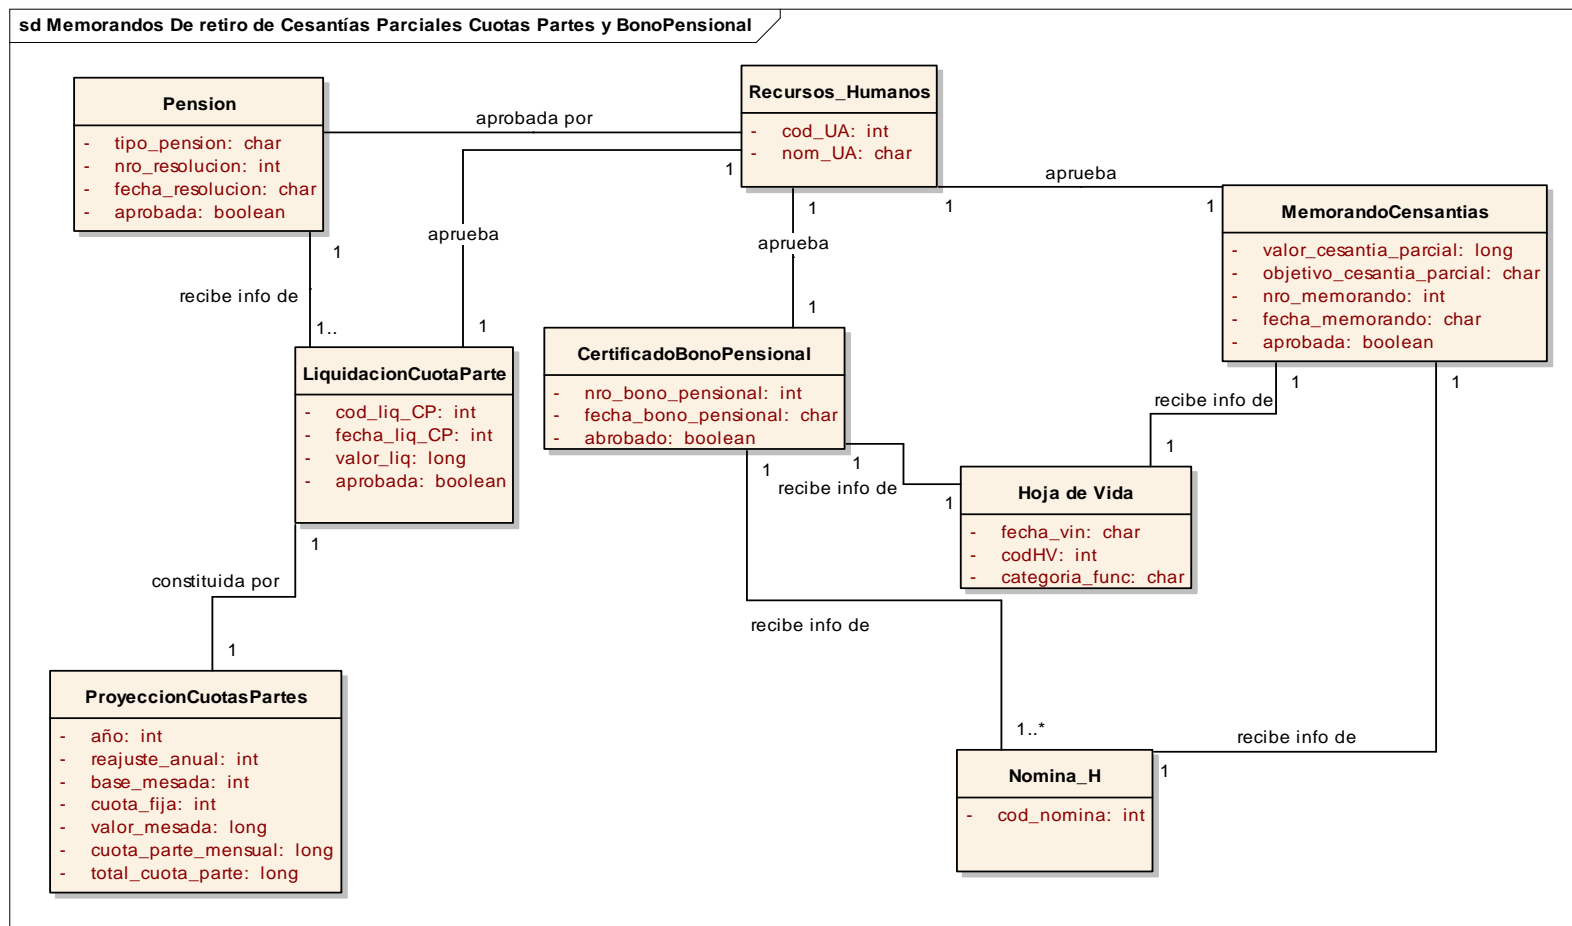 sd Memorandos De retiro de Cesantías Parciales Cuotas Partes y BonoPensional
Pension
- tipo_pension: char
- nro_resolucion: int
- fecha_resolucion: char
- aprobada: boolean
aprobada por
Recursos_Humanos
- cod_UA: int
- nom_UA: char
1
aprueba
1
1
aprueba
1
1
aprueba
1
1
MemorandoCensantias
- valor_cesantia_parcial: long
- objetivo_cesantia_parcial: char
- nro_memorando: int
- fecha_memorando: char
- aprobada: boolean
1
recibe info de
1..
LiquidacionCuotaParte
- cod_liq_CP: int
- fecha_liq_CP: int
- valor_liq: long
- aprobada: boolean
CertificadoBonoPensional
- nro_bono_pensional: int
- fecha_bono_pensional: char
- abrobado: boolean
1
recibe info de
1
1
1
1
recibe info de
1
Hoja de Vida
- fecha_vin: char
- codHV: int
- categoria_func: char
1
constituida por
1
recibe info de
1..*
recibe info de
1
ProyeccionCuotasPartes
- año: int
- reajuste_anual: int
- base_mesada: int
- cuota_fija: int
- valor_mesada: long
- cuota_parte_mensual: long
- total_cuota_parte: long
Nomina_H
- cod_nomina: int